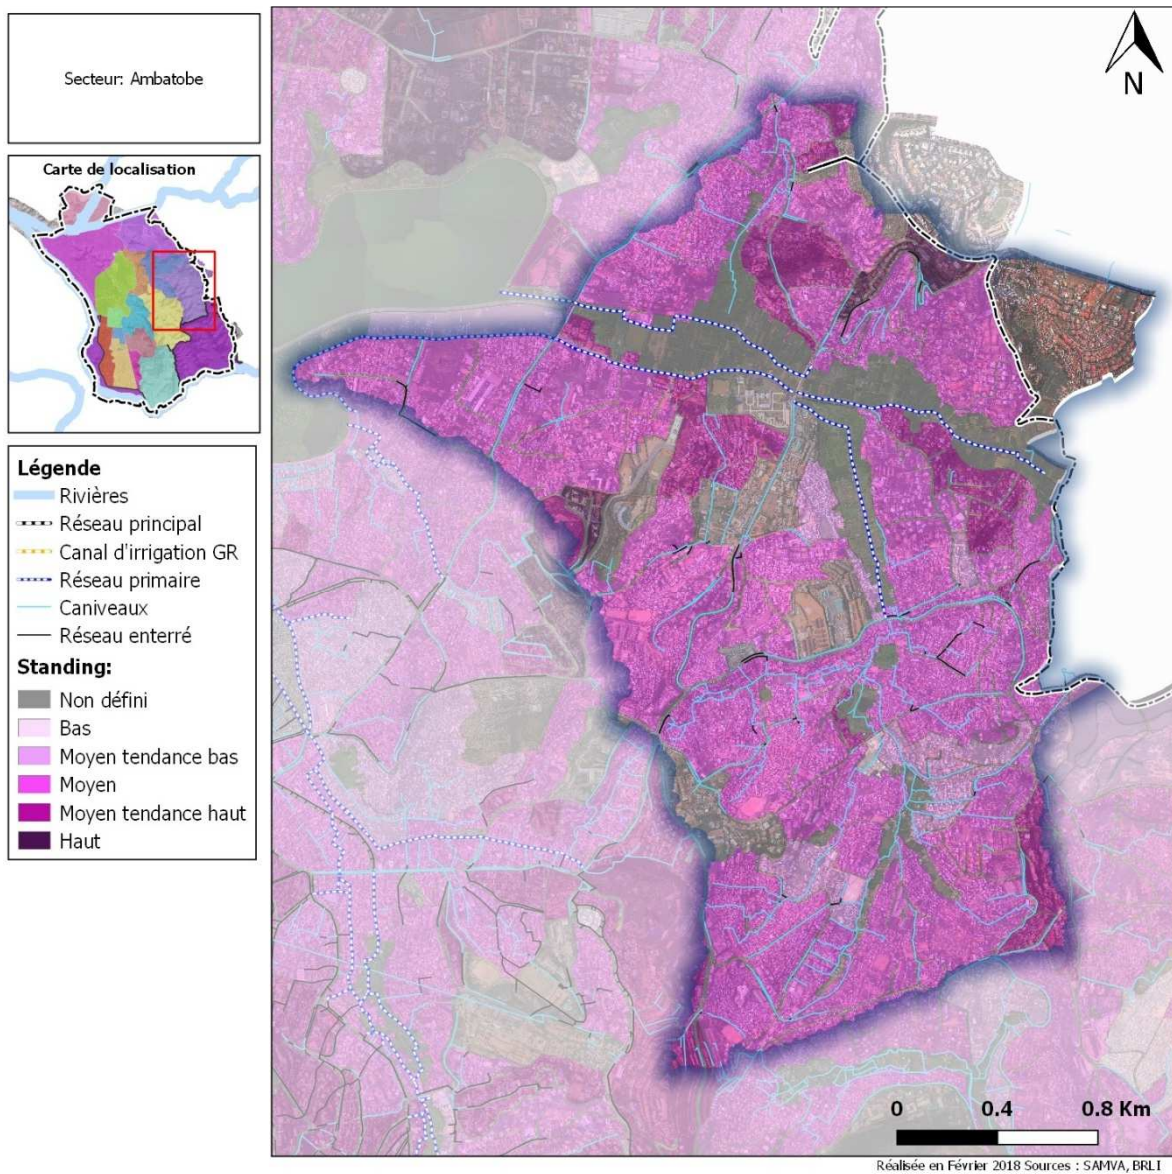 Secteur: Ambatobe
Carte de localisation
Légende
Rivières
Réseau principal
Canal d'irrigation GR
Réseau primaire
Caniveaux
Réseau enterré
Standing:
Non défini
Bas
Moyen tendance bas
Moyen
Moyen tendance haut
Haut
N
0 0.4 0.8 Km
Réalisée en Février 2018 Sources : SAMVA, BRLI